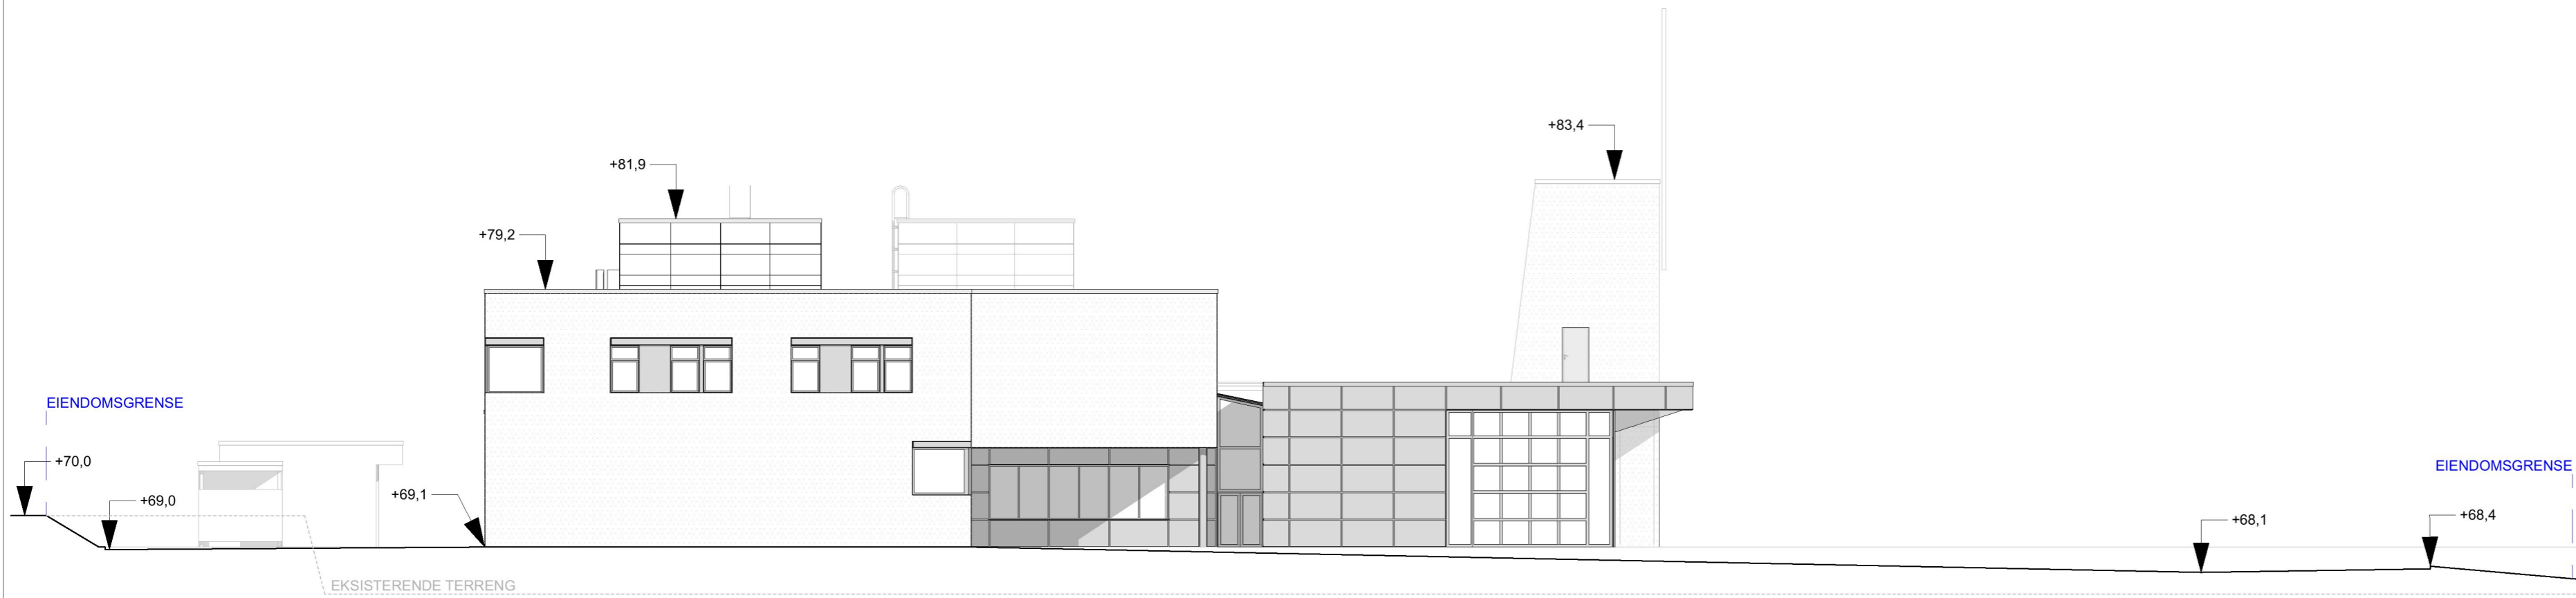 +83,4
+81,9
+79,2
EIENDOMSGRENSE
+70,0
+69,0
+69,1
EIENDOMSGRENSE
+68,1
+68,4
EKSISTERENDE TERRENG